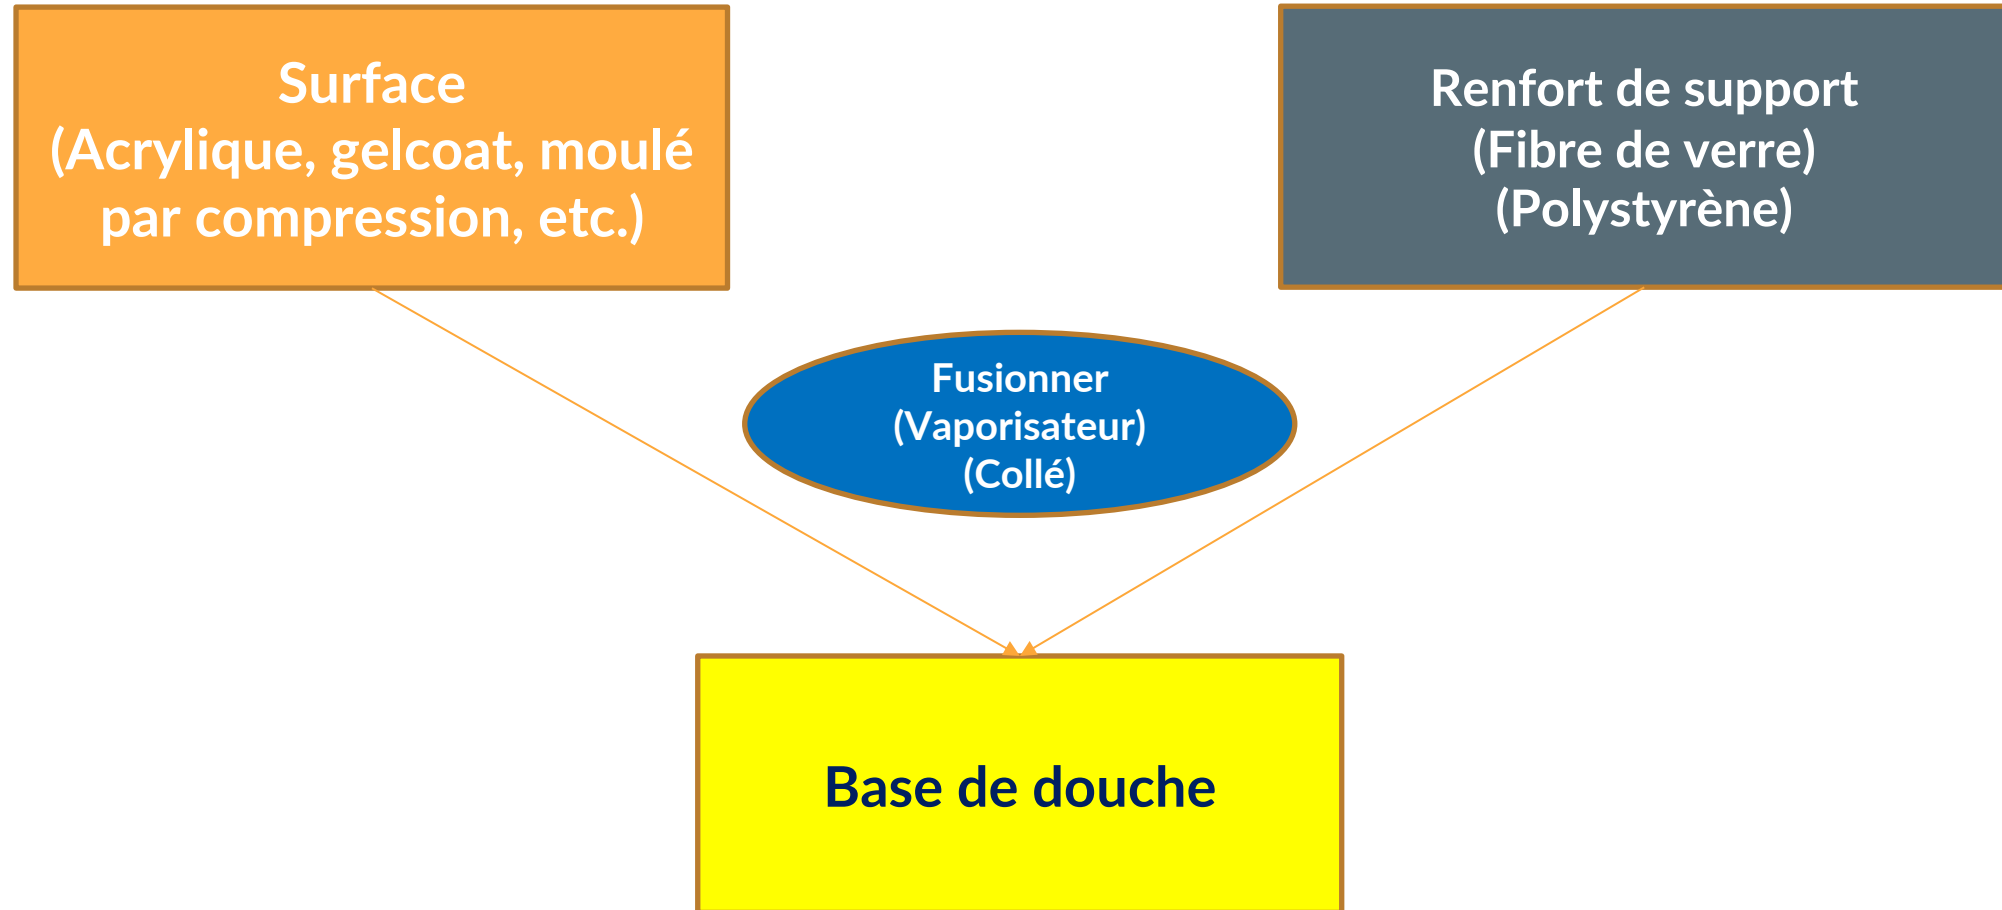 Surface
(Acrylique, gelcoat, moulé
par compression, etc.)
Renfort de support
(Fibre de verre)
(Polystyrène)
Fusionner
(Vaporisateur)
(Collé)
Base de douche